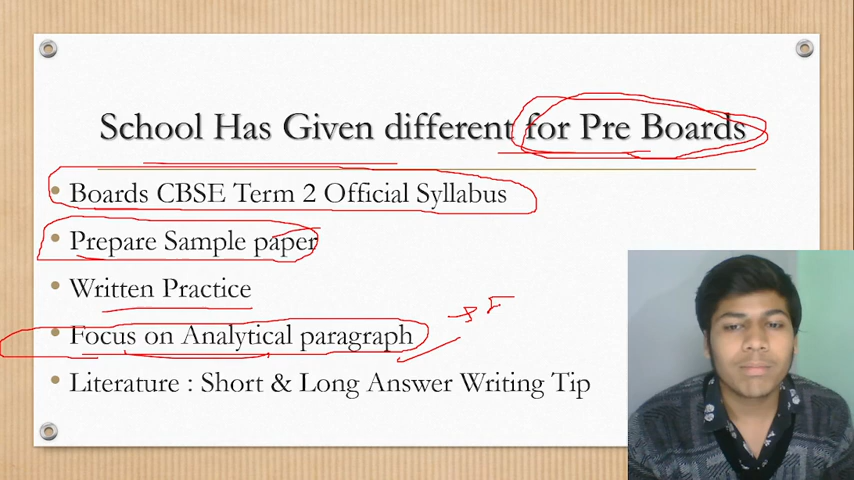 School Has Given different for Pre Boards
Boards CBSE Term 2 Official Syllabus
Prepare Sample paper
Written Practice
Focus on Analytical paragraph
Literature : Short & Long Answer Writing Tip